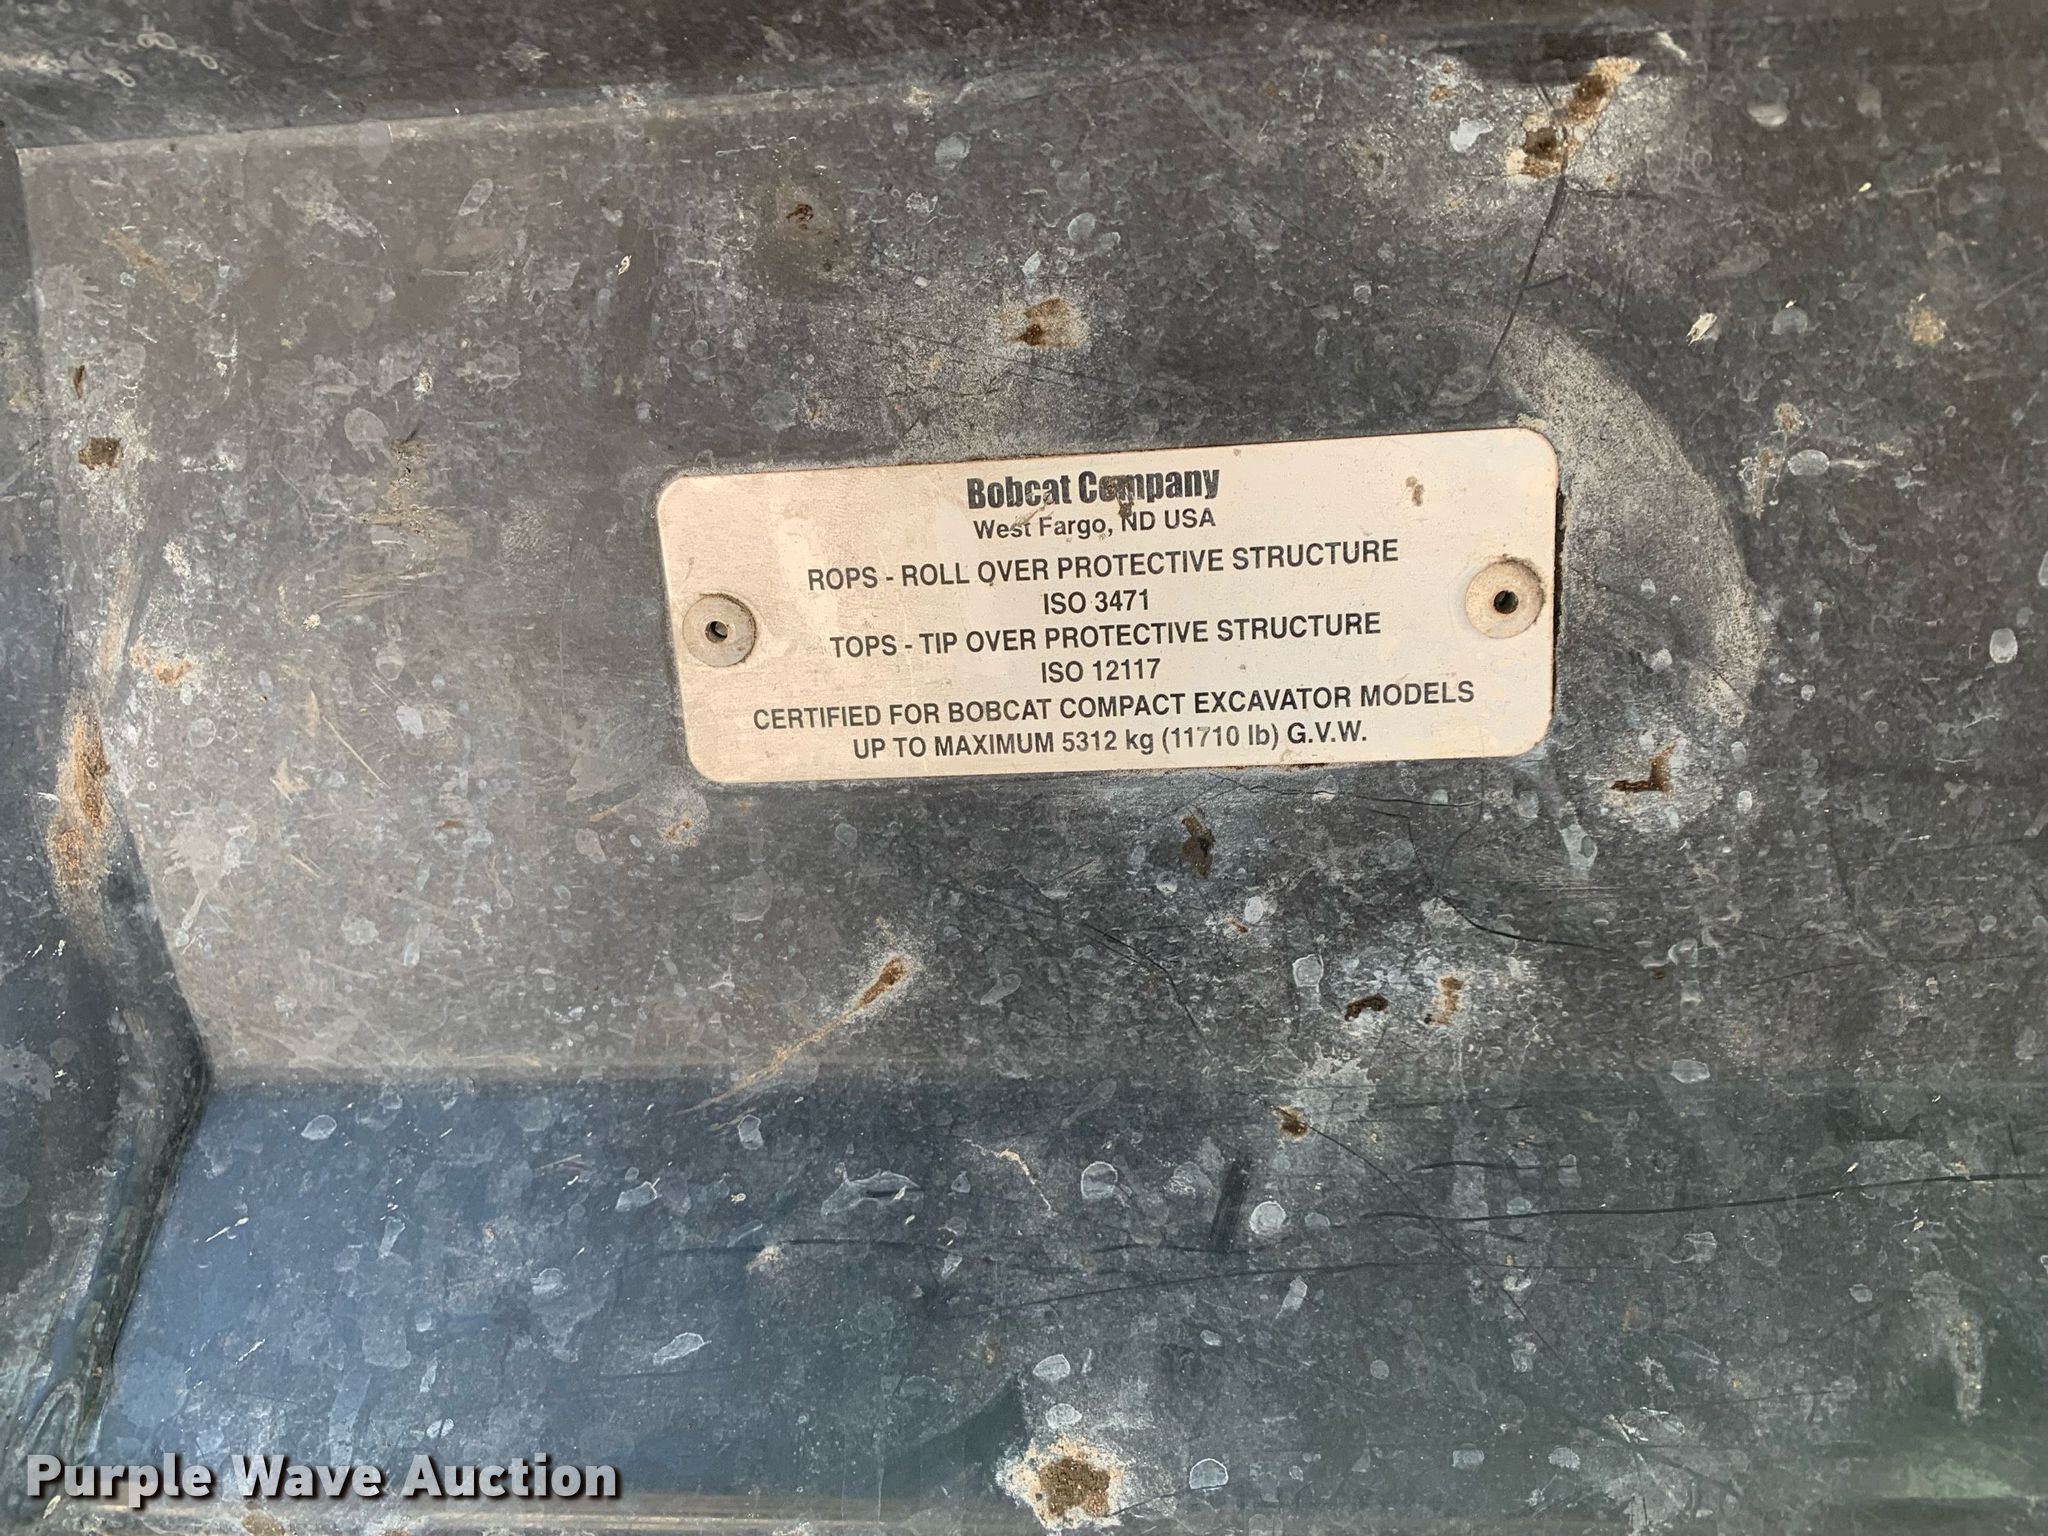 Bobcat Company
West Fargo, ND USA
ROPS - ROLL OVER PROTECTIVE STRUCTURE
ISO 3471
TOPS - TIP OVER PROTECTIVE STRUCTURE
ISO 12117
CERTIFIED FOR BOBCAT COMPACT EXCAVATOR MODELS
UP TO MAXIMUM 5312 kg (11710 lb) G.V.W.
Purple Wave Auction